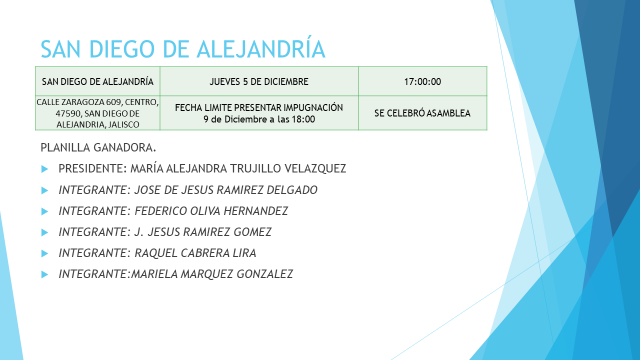 SAN DIEGO DE ALEJANDRÍA
SAN DIEGO DE ALEJANDRÍA
JUEVES 5 DE DICIEMBRE
17:00:00
CALLE ZARAGOZA 609, CENTRO,
47590, SAN DIEGO DE
ALEJANDRIA, JALISCO
FECHA LIMITE PRESENTAR IMPUGNACIÓN
9 de Diciembre a las 18:00
SE CELEBRÓ ASAMBLEA
PLANILLA GANADORA.
PRESIDENTE: MARÍA ALEJANDRA TRUJILLO VELAZQUEZ
INTEGRANTE: JOSE DE JESUS RAMIREZ DELGADO
INTEGRANTE: FEDERICO OLIVA HERNANDEZ
INTEGRANTE: J. JESUS RAMIREZ GOMEZ
INTEGRANTE: RAQUEL CABRERA LIRA
INTEGRANTE:MARIELA MARQUEZ GONZALEZ